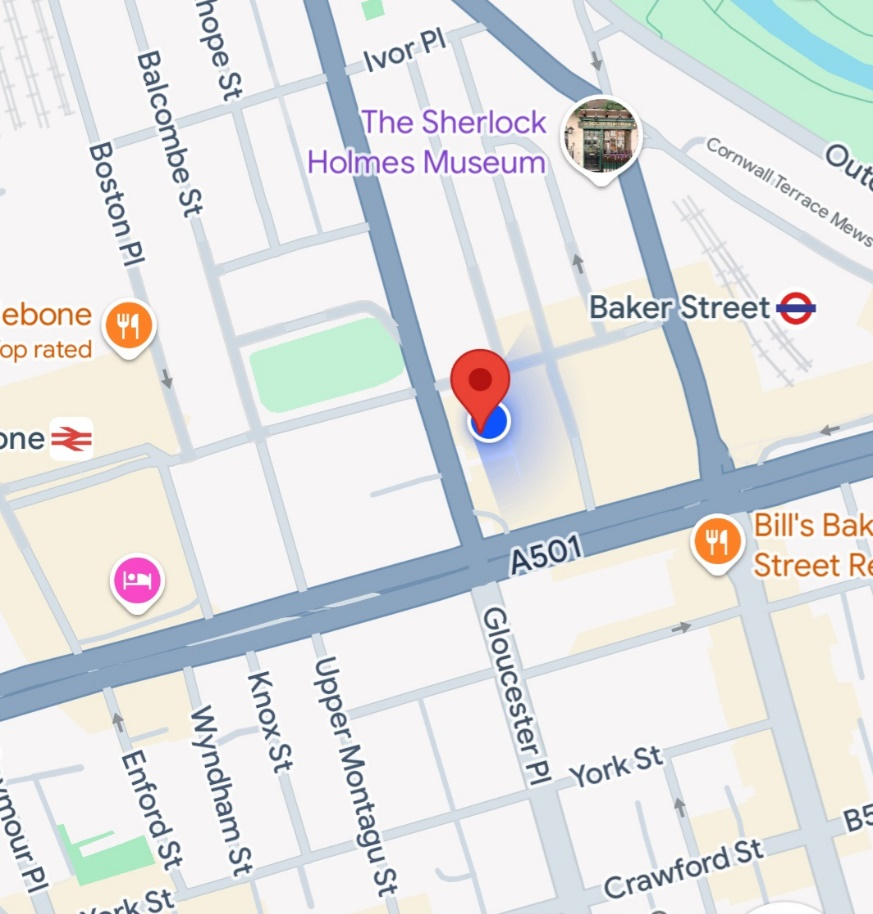 hope St
Ivor Pl
Balcombe St
The Sherlock
Holmes Museum
Boston Pl
Cornwall Terrace Mews
Oute
ebone
op rated
Baker Street
one
A501
Bill's Bak
Street Re
Gloucester Pl
Upper Montagu St
Knox St
Wyndham St
Enford St
York St
ymour Pl
Crawford St
B5
York St